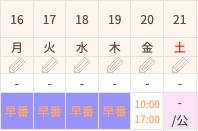 16 17 18 19 20 21
月 火 水 木 金 土
- - - - - -
早番 早番 早番 早番 10:00 -
17:00 /公